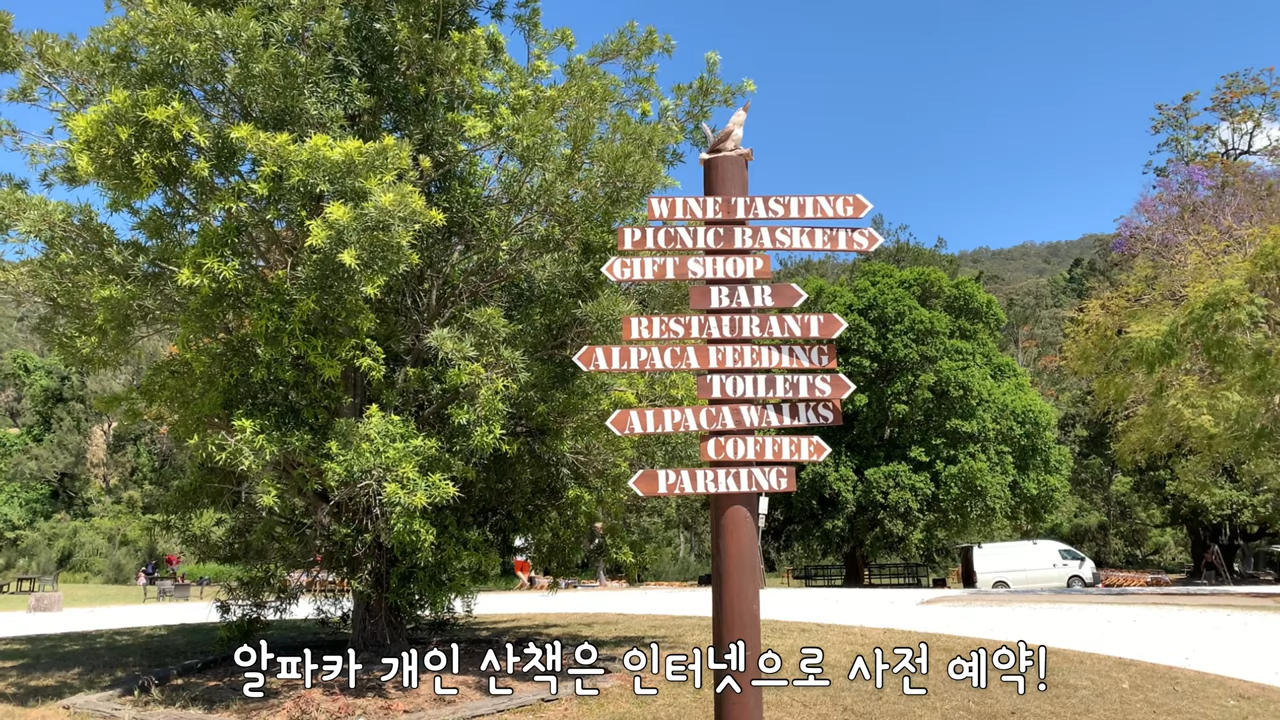 WINE TASTING
PICNIC BASKETS
GIFT SHOP
BAR
RESTAURANT
ALPACA FEEDING
TOILETS
ALPACA WALKS
COFFEE
PARKING
알파카 개인 산책은 인터넷으로 사전 예약!